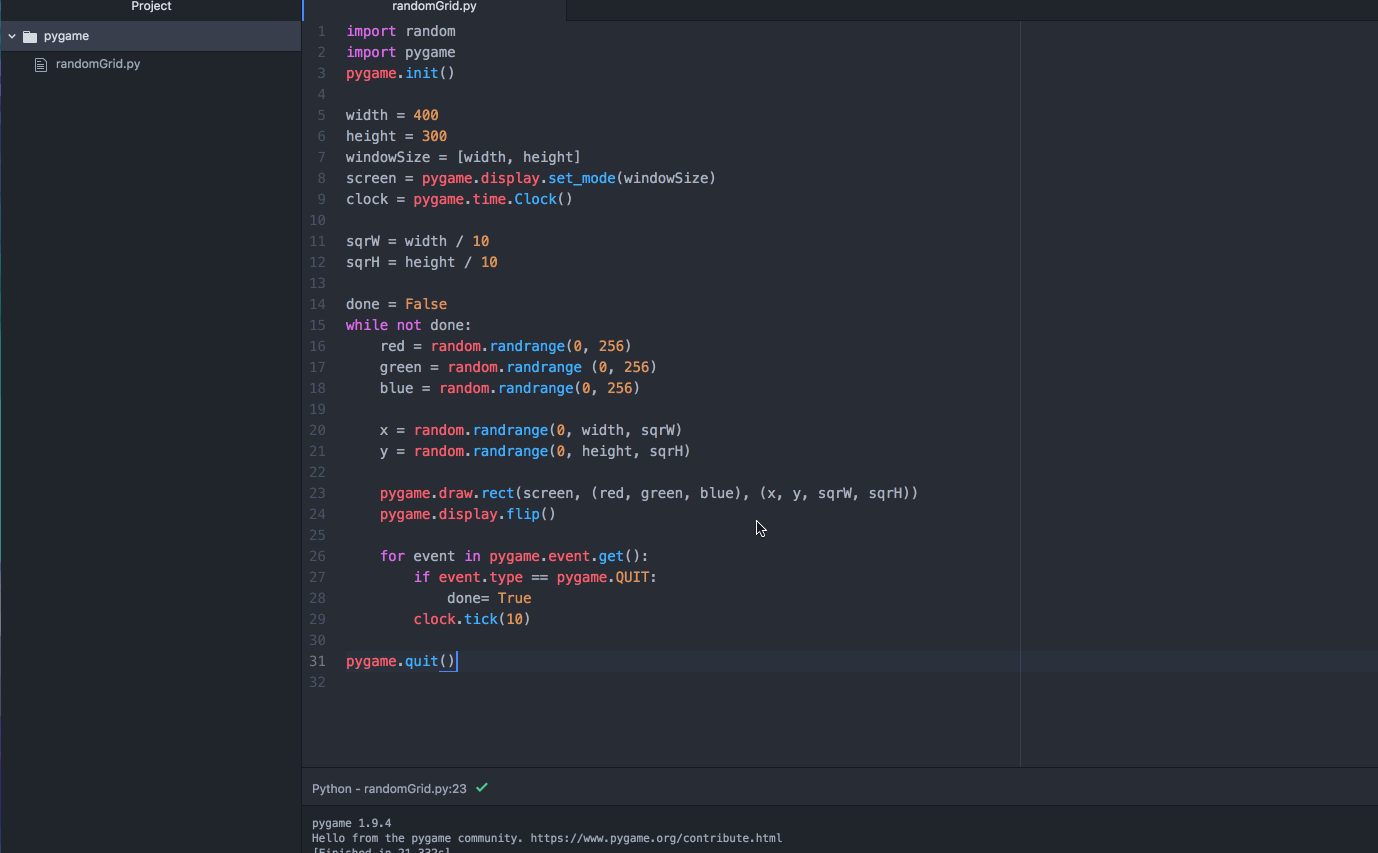 Project
randomGrid.py
pygame
randomGrid.py
1 import random
2 import pygame
3 pygame.init()
4
5 width = 400
6 height = 300
7 windowSize = [width, height]
8 screen = pygame.display.set_mode(windowSize)
9 clock = pygame.time.Clock()
10
11 sqrW = width / 10
12 sqrH = height / 10
13
14 done = False
15 while not done:
16     red = random.randrange(0, 256)
17     green = random.randrange (0, 256)
18     blue = random.randrange(0, 256)
19
20     x = random.randrange(0, width, sqrW)
21     y = random.randrange(0, height, sqrH)
22
23     pygame.draw.rect(screen, (red, green, blue), (x, y, sqrW, sqrH))
24     pygame.display.flip()
25
26     for event in pygame.event.get():
27         if event.type == pygame.QUIT:
28             done= True
29         clock.tick(10)
30
31 pygame.quit()
32
Python - randomGrid.py:23
pygame 1.9.4
Hello from the pygame community. https://www.pygame.org/contribute.html
[Finished in 21.332s]